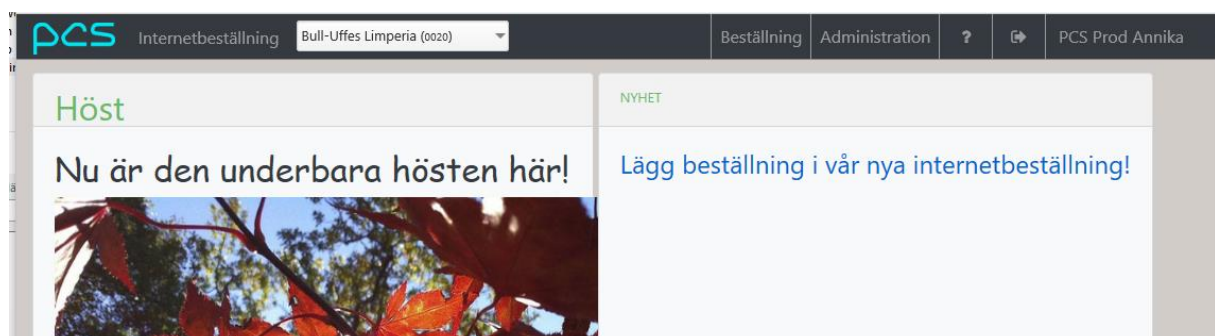 PCS Internetbeställning Bull-Uffes Limperia (0020) Beställning Administration ? PCS Prod Annika
Höst
NYHET
Nu är den underbara hösten här!
Lägg beställning i vår nya internetbeställning!